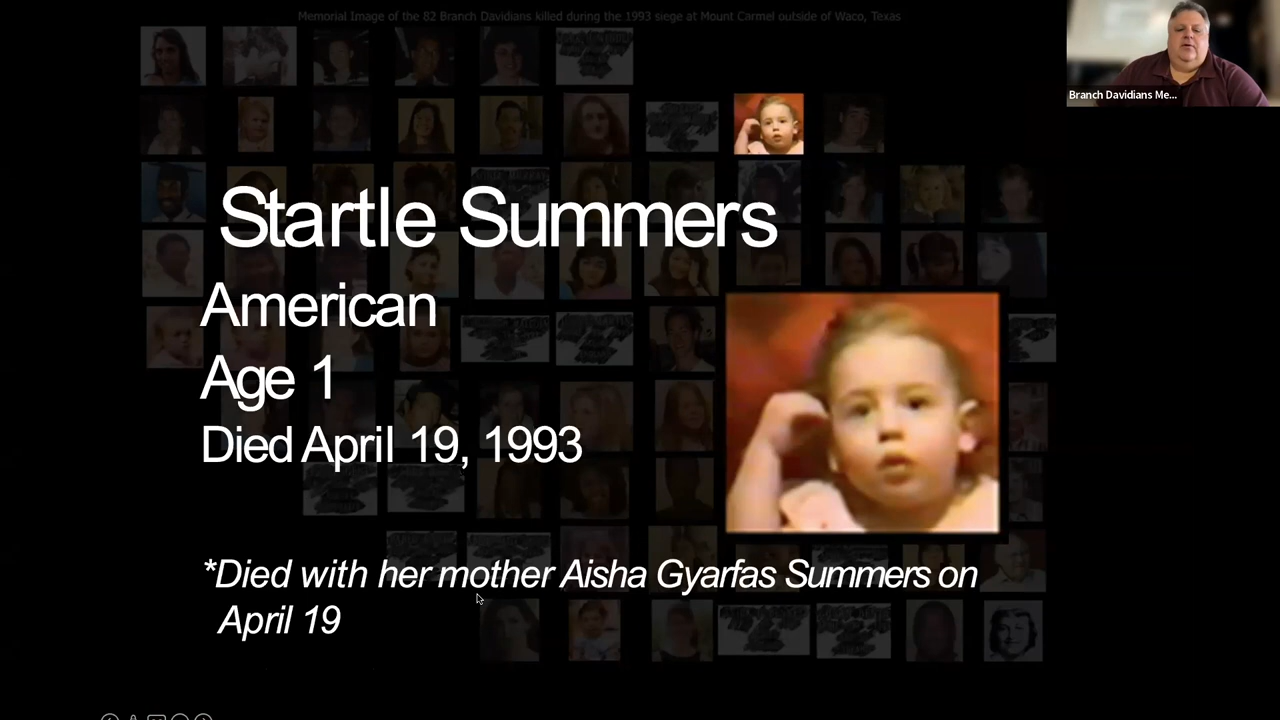 Memorial Image of the 82 Branch Davidians killed during the 1993 siege at Mount Carmel outside of Waco, Texas
Branch Davidians Me...
Startle Summers
American
Age 1
Died April 19, 1993
*Died with her mother Aisha Gyarfas Summers on
April 19